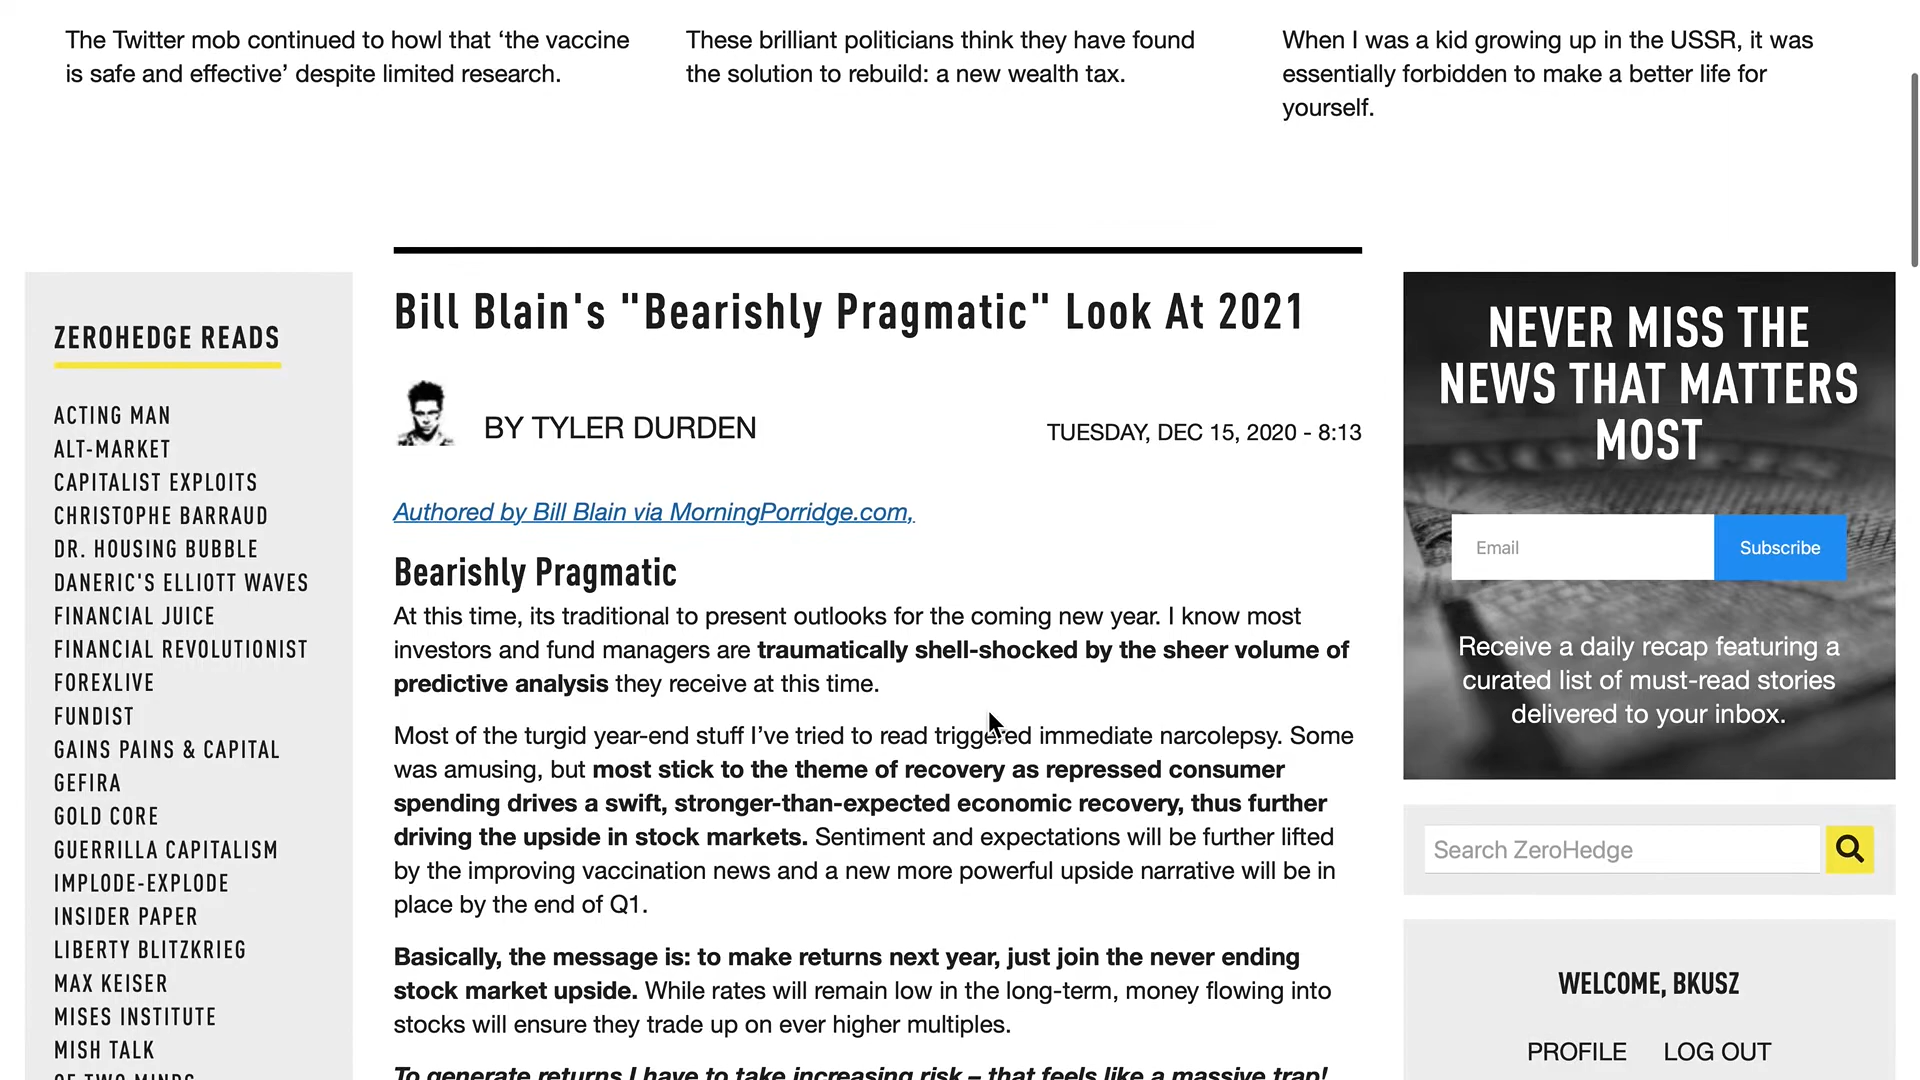 The Twitter mob continued to howl that ‘the vaccine
is safe and effective’ despite limited research.
These brilliant politicians think they have found
the solution to rebuild: a new wealth tax.
When I was a kid growing up in the USSR, it was
essentially forbidden to make a better life for
yourself.
ZEROHEDGE READS
ACTING MAN
ALT-MARKET
CAPITALIST EXPLOITS
CHRISTOPHE BARRAUD
DR. HOUSING BUBBLE
DANERIC'S ELLIOTT WAVES
FINANCIAL JUICE
FINANCIAL REVOLUTIONIST
FOREXLIVE
FUNDIST
GAINS PAINS & CAPITAL
GEFIRA
GOLD CORE
GUERRILLA CAPITALISM
IMPLODE-EXPLODE
INSIDER PAPER
LIBERTY BLITZKRIEG
MAX KEISER
MISES INSTITUTE
MISH TALK
OF TWO MINDS
Bill Blain's "Bearishly Pragmatic" Look At 2021
BY TYLER DURDEN
TUESDAY, DEC 15, 2020 - 8:13
Authored by Bill Blain via MorningPorridge.com,
Bearishly Pragmatic
At this time, its traditional to present outlooks for the coming new year. I know most
investors and fund managers are traumatically shell-shocked by the sheer volume of
predictive analysis they receive at this time.
Most of the turgid year-end stuff I’ve tried to read triggered immediate narcolepsy. Some
was amusing, but most stick to the theme of recovery as repressed consumer
spending drives a swift, stronger-than-expected economic recovery, thus further
driving the upside in stock markets. Sentiment and expectations will be further lifted
by the improving vaccination news and a new more powerful upside narrative will be in
place by the end of Q1.
Basically, the message is: to make returns next year, just join the never ending
stock market upside. While rates will remain low in the long-term, money flowing into
stocks will ensure they trade up on ever higher multiples.
To generate returns I have to take increasing risk – that feels like a massive trap!
NEVER MISS THE
NEWS THAT MATTERS
MOST
Email
Subscribe
Receive a daily recap featuring a
curated list of must-read stories
delivered to your inbox.
Search ZeroHedge
WELCOME, BKUSZ
PROFILE
LOG OUT